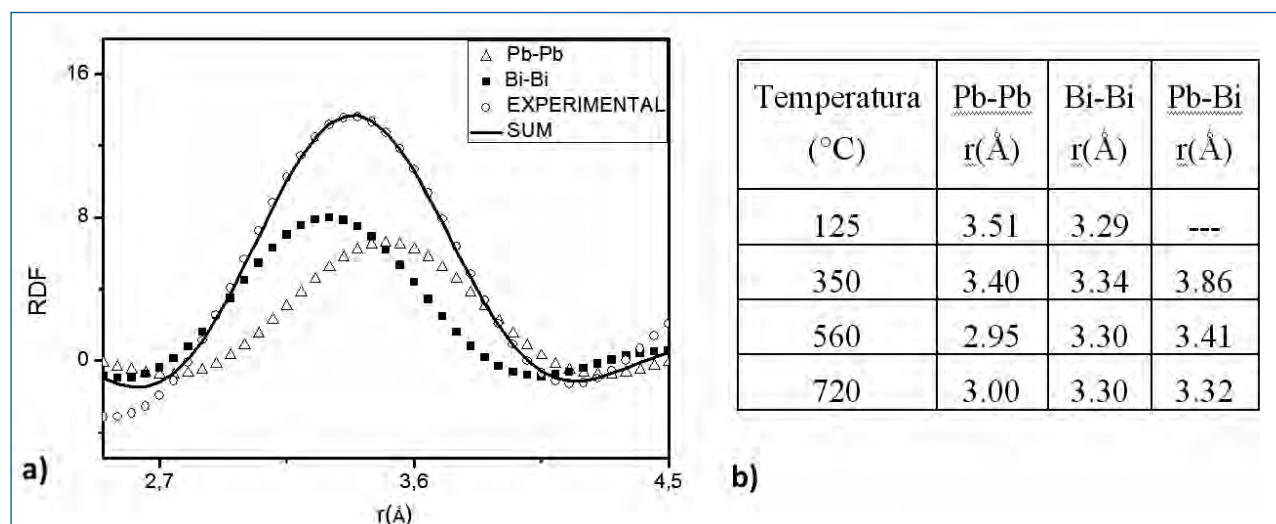 16
8
0
RDF
Pb-Pb
Bi-Bi
EXPERIMENTAL
SUM
2,7 3,6 4,5
r(Å)
a)
Temperatura Pb-Pb Bi-Bi Pb-Bi
(°C) r(Å) r(Å) r(Å)
125 3.51 3.29 ---
350 3.40 3.34 3.86
560 2.95 3.30 3.41
720 3.00 3.30 3.32
b)